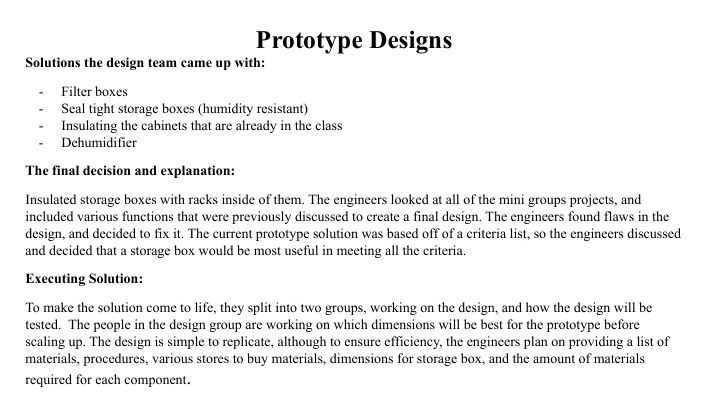 Prototype Designs
Solutions the design team came up with:
- Filter boxes
- Seal tight storage boxes (humidity resistant)
- Insulating the cabinets that are already in the class
- Dehumidifier
The final decision and explanation:
Insulated storage boxes with racks inside of them. The engineers looked at all of the mini groups projects, and
included various functions that were previously discussed to create a final design. The engineers found flaws in the
design, and decided to fix it. The current prototype solution was based off of a criteria list, so the engineers discussed
and decided that a storage box would be most useful in meeting all the criteria.
Executing Solution:
To make the solution come to life, they split into two groups, working on the design, and how the design will be
tested.  The people in the design group are working on which dimensions will be best for the prototype before
scaling up. The design is simple to replicate, although to ensure efficiency, the engineers plan on providing a list of
materials, procedures, various stores to buy materials, dimensions for storage box, and the amount of materials
required for each component.